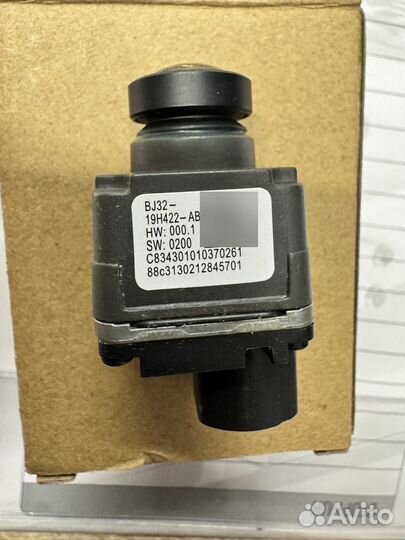 BJ32-
19H422-AB
HW: 000.1
SW: 0200
C834301010370261
88c3130212845701
Avito